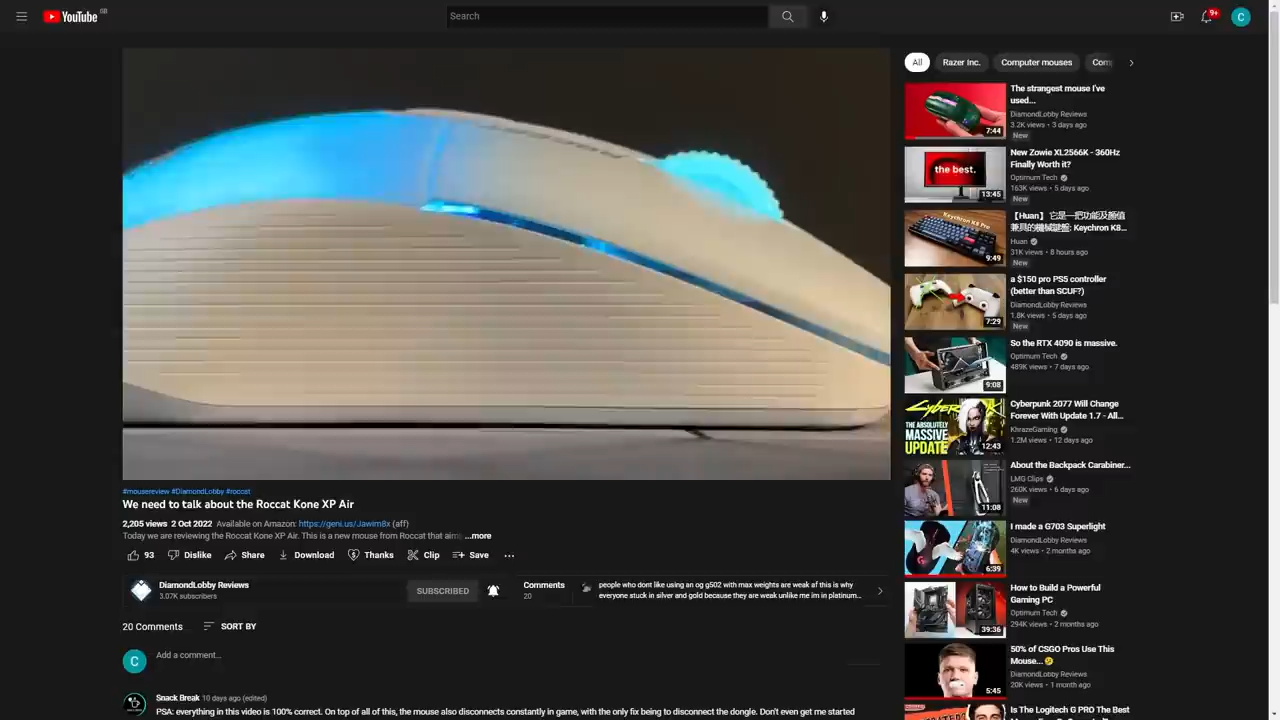 YouTube GB
Search
9+
C
All
Razer Inc.
Computer mouses
#mousereview #DiamondLobby #roccat
We need to talk about the Roccat Kone XP Air
2,205 views 2 Oct 2022 Available on Amazon: https://geni.us/Jawim8x (aff)
Today we are reviewing the Roccat Kone XP Air. This is a new mouse from Roccat that aims ...more
93
Dislike
Share
Download
Thanks
Clip
Save
DiamondLobby Reviews
3.07K subscribers
SUBSCRIBED
Comments
20
people who dont like using an og g502 with max weights are weak af this is why
everyone stuck in silver and gold because they are weak unlike me im in platinum...
20 Comments
SORT BY
C
Add a comment...
Snack Break 10 days ago (edited)
PSA: everything in this video is 100% correct. On top of all of this, the mouse also disconnects constantly in game, with the only fix being to disconnect the dongle. Don't even get me started
7:44
The strangest mouse I've
used...
DiamondLobby Reviews
3.2K views • 3 days ago
New
the best.
13:45
New Zowie XL2566K - 360Hz
Finally Worth it?
Optimum Tech
163K views • 5 days ago
New
Keychron K8 Pro
9:49
【Huan】 它是一把功能及顏值
兼具的機械鍵盤: Keychron K8...
Huan
31K views • 8 hours ago
New
7:29
a $150 pro PS5 controller
(better than SCUF?)
DiamondLobby Reviews
1.8K views • 5 days ago
New
9:08
So the RTX 4090 is massive.
Optimum Tech
489K views • 7 days ago
THE ABSOLUTELY
MASSIVE
UPDATE
12:43
Cyberpunk 2077 Will Change
Forever With Update 1.7 - All...
KhrazeGaming
1.2M views • 12 days ago
11:08
About the Backpack Carabiner...
LMG Clips
260K views • 6 days ago
New
6:39
I made a G703 Superlight
DiamondLobby Reviews
4K views • 2 months ago
39:36
How to Build a Powerful
Gaming PC
Optimum Tech
294K views • 2 months ago
5:45
50% of CSGO Pros Use This
Mouse...🤔
DiamondLobby Reviews
20K views • 1 month ago
Is The Logitech G PRO The Best